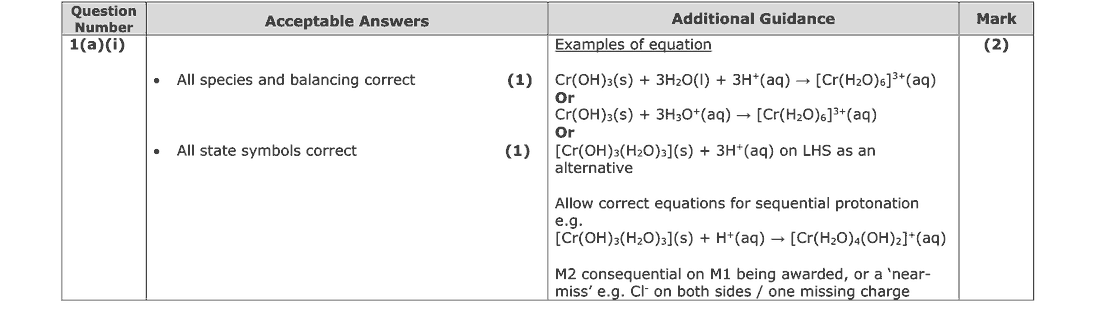 Question Number
Acceptable Answers
Additional Guidance
Mark
1(a)(i)
Examples of equation
(2)
• All species and balancing correct (1)
Cr(OH)₃(s) + 3H₂O(l) + 3H⁺(aq) → [Cr(H₂O)₆]³⁺(aq)
Or
Cr(OH)₃(s) + 3H₃O⁺(aq) → [Cr(H₂O)₆]³⁺(aq)
Or
• All state symbols correct (1)
[Cr(OH)₃(H₂O)₃](s) + 3H⁺(aq) on LHS as an
alternative
Allow correct equations for sequential protonation
e.g.
[Cr(OH)₃(H₂O)₃](s) + H⁺(aq) → [Cr(H₂O)₄(OH)₂]⁺(aq)
M2 consequential on M1 being awarded, or a ‘near-
miss’ e.g. Cl⁻ on both sides / one missing charge